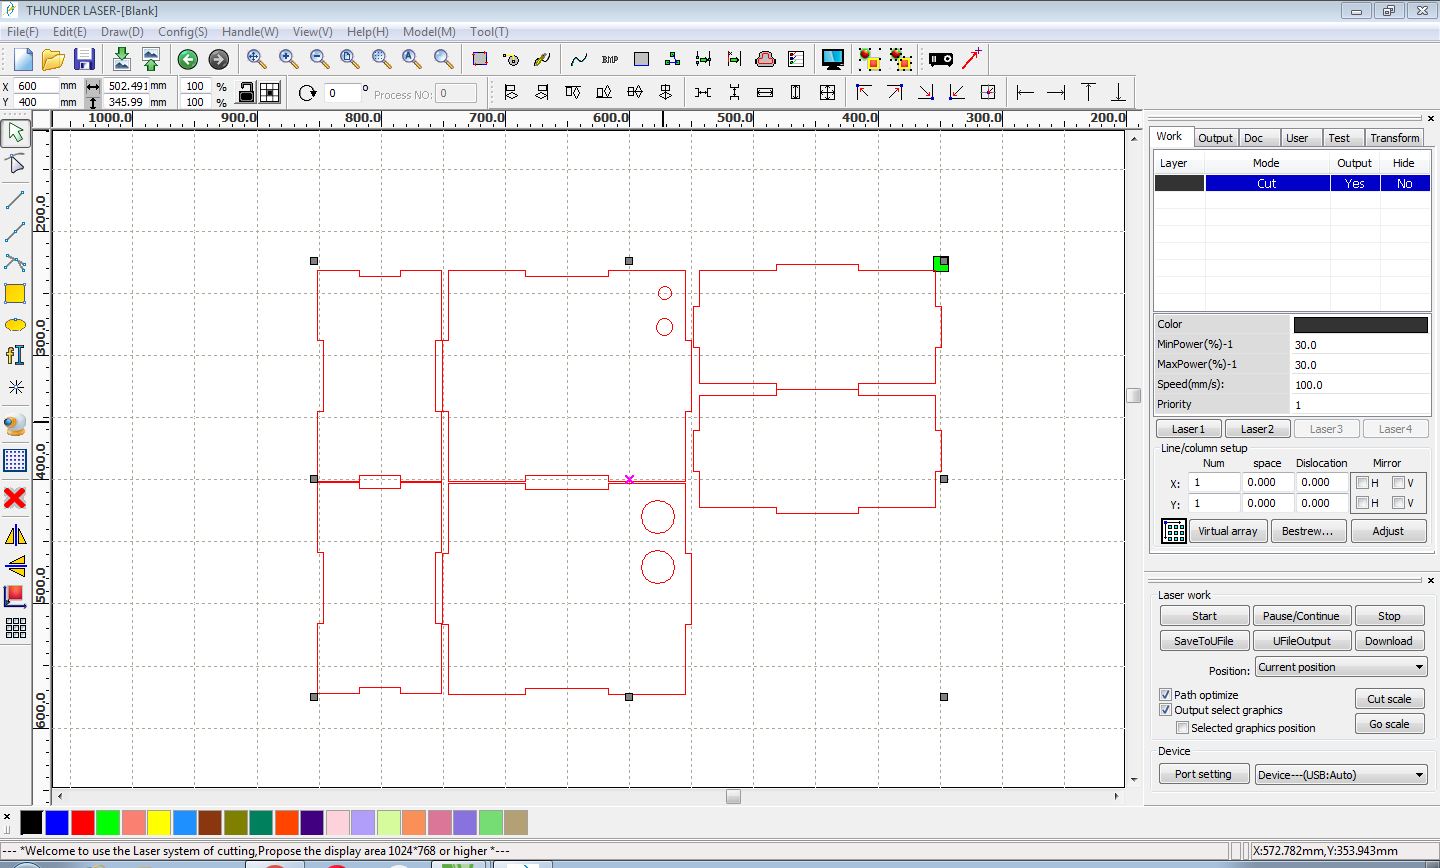 THUNDER LASER-[Blank]
File(F) Edit(E) Draw(D) Config(S) Handle(W) View(V) Help(H) Model(M) Tool(T)
BMP
X 600 mm 502.491 mm 100 %
Y 400 mm 345.99 mm 100 %
0 ° Process NO: 0
1000.0 900.0 800.0 700.0 600.0 500.0 400.0 300.0 200.0
200.0
300.0
400.0
500.0
600.0
Work Output Doc User Test Transform
Layer Mode Output Hide
Cut Yes No
Color
MinPower(%)-1 30.0
MaxPower(%)-1 30.0
Speed(mm/s): 100.0
Priority 1
Laser1 Laser2 Laser3 Laser4
Line/column setup
Num space Dislocation Mirror
X: 1 0.000 0.000 H V
Y: 1 0.000 0.000 H V
Virtual array Bestrew... Adjust
Laser work
Start Pause/Continue Stop
SaveToUFile UFileOutput Download
Position: Current position
Path optimize
Cut scale
Output select graphics
Go scale
Selected graphics position
Device
Port setting Device---(USB:Auto)
--- *Welcome to use the Laser system of cutting,Propose the display area 1024*768 or higher *---
X:572.782mm,Y:353.943mm